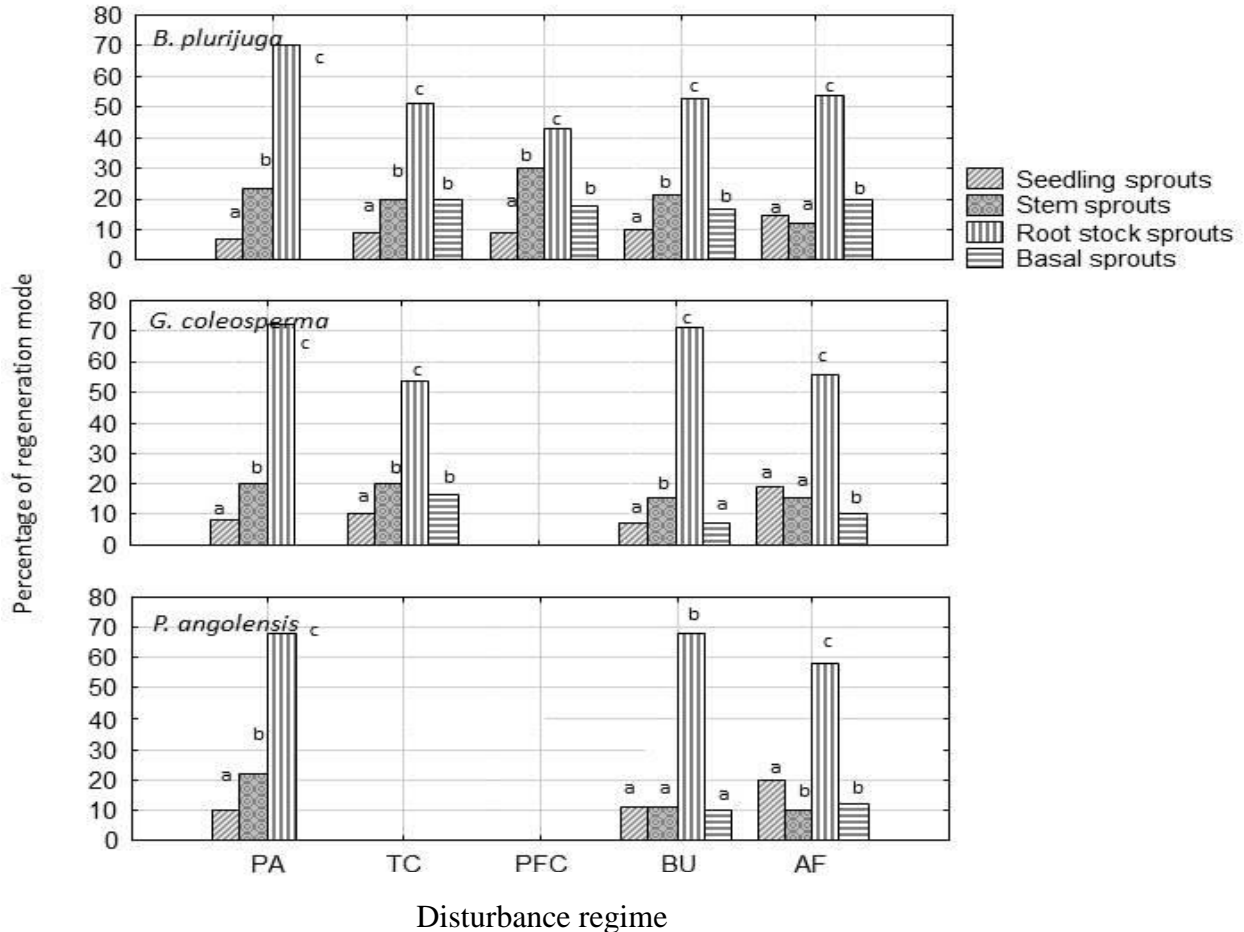 Percentage of regeneration mode
B. plurijuga
80
70
60
50
40
30
20
10
0
a b c
a b c b
a b c b
a b c b
a a c b
Seedling sprouts
Stem sprouts
Root stock sprouts
Basal sprouts
G. coleosperma
80
70
60
50
40
30
20
10
0
a b c
a b c b
a b c a
a a c b
P. angolensis
80
70
60
50
40
30
20
10
0
a b c
a a b a
a b c b
PA TC PFC BU AF
Disturbance regime